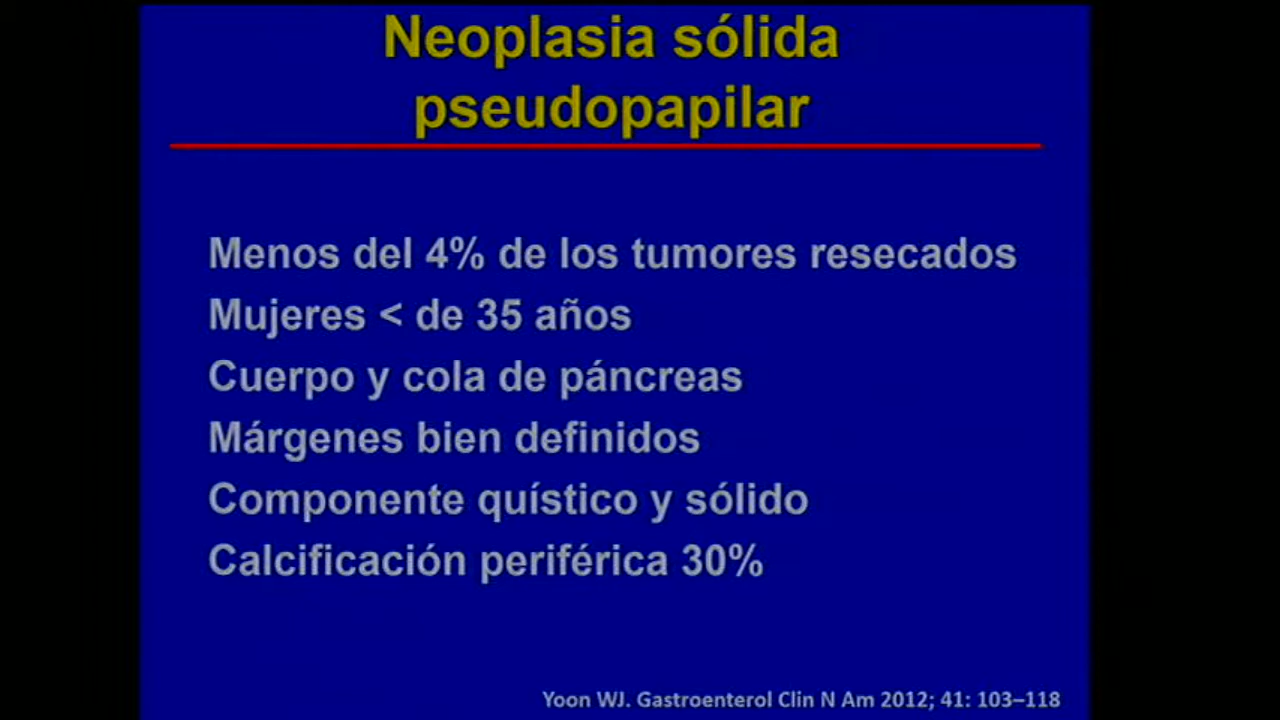 Neoplasia sólida
pseudopapilar
Menos del 4% de los tumores resecados
Mujeres < de 35 años
Cuerpo y cola de páncreas
Márgenes bien definidos
Componente quístico y sólido
Calcificación periférica 30%
Yoon WJ. Gastroenterol Clin N Am 2012; 41: 103–118